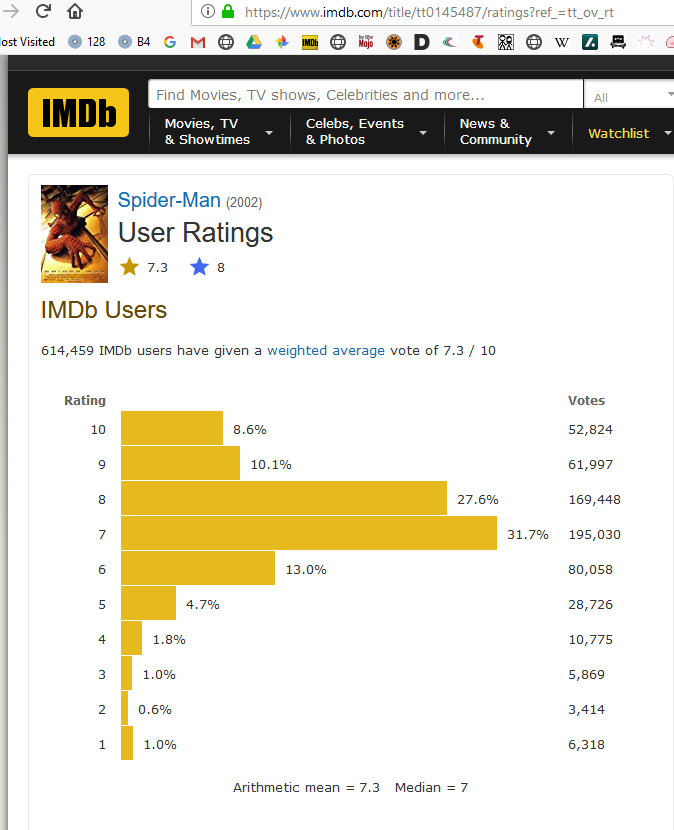 https://www.imdb.com/title/tt0145487/ratings?ref_=tt_ov_rt
ost Visited 128 B4
IMDb
Find Movies, TV shows, Celebrities and more... All
Movies, TV
& Showtimes
Celebs, Events
& Photos
News &
Community
Watchlist
Spider-Man (2002)
User Ratings
7.3 8
IMDb Users
614,459 IMDb users have given a weighted average vote of 7.3 / 10
Rating Votes
10 8.6% 52,824
9 10.1% 61,997
8 27.6% 169,448
7 31.7% 195,030
6 13.0% 80,058
5 4.7% 28,726
4 1.8% 10,775
3 1.0% 5,869
2 0.6% 3,414
1 1.0% 6,318
Arithmetic mean = 7.3 Median = 7